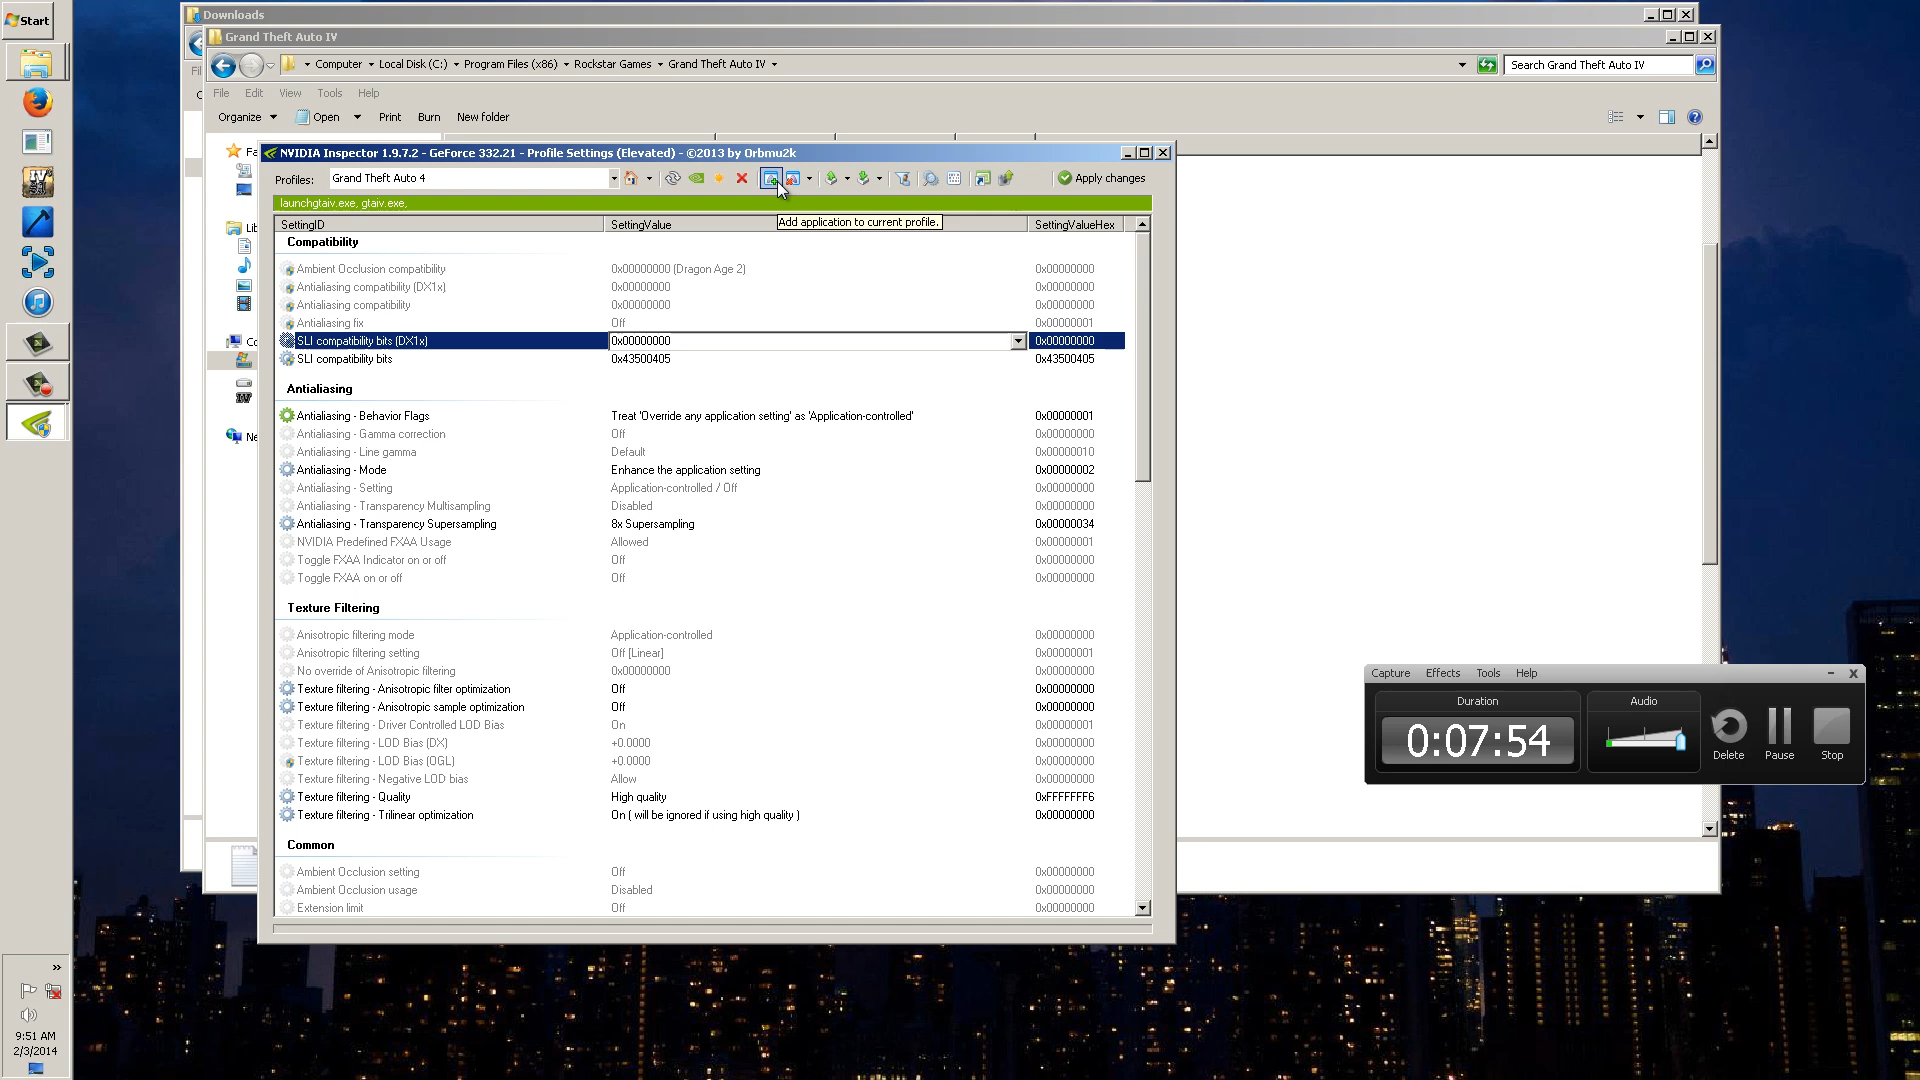 Start
Downloads
Grand Theft Auto IV
Computer Local Disk (C:) Program Files (x86) Rockstar Games Grand Theft Auto IV
Search Grand Theft Auto IV
File Edit View Tools Help
Organize Open Print Burn New folder
NVIDIA Inspector 1.9.7.2 - GeForce 332.21 - Profile Settings (Elevated) - ©2013 by Orbmu2k
Profiles: Grand Theft Auto 4 Apply changes
launchgtaiv.exe, gtaiv.exe,
SettingID SettingValue SettingValueHex
Add application to current profile.
Compatibility
Ambient Occlusion compatibility 0x00000000 (Dragon Age 2) 0x00000000
Antialiasing compatibility (DX1x) 0x00000000 0x00000000
Antialiasing compatibility 0x00000000 0x00000000
Antialiasing fix Off 0x00000001
SLI compatibility bits (DX1x) 0x00000000 0x00000000
SLI compatibility bits 0x43500405 0x43500405
Antialiasing
Antialiasing - Behavior Flags Treat 'Override any application setting' as 'Application-controlled' 0x00000001
Antialiasing - Gamma correction Off 0x00000000
Antialiasing - Line gamma Default 0x00000010
Antialiasing - Mode Enhance the application setting 0x00000002
Antialiasing - Setting Application-controlled / Off 0x00000000
Antialiasing - Transparency Multisampling Disabled 0x00000000
Antialiasing - Transparency Supersampling 8x Supersampling 0x00000034
NVIDIA Predefined FXAA Usage Allowed 0x00000001
Toggle FXAA Indicator on or off Off 0x00000000
Toggle FXAA on or off Off 0x00000000
Texture Filtering
Anisotropic filtering mode Application-controlled 0x00000000
Anisotropic filtering setting Off [Linear] 0x00000001
No override of Anisotropic filtering 0x00000000 0x00000000
Texture filtering - Anisotropic filter optimization Off 0x00000000
Texture filtering - Anisotropic sample optimization Off 0x00000000
Texture filtering - Driver Controlled LOD Bias On 0x00000001
Texture filtering - LOD Bias (DX) +0.0000 0x00000000
Texture filtering - LOD Bias (OGL) +0.0000 0x00000000
Texture filtering - Negative LOD bias Allow 0x00000000
Texture filtering - Quality High quality 0xFFFFFFF6
Texture filtering - Trilinear optimization On ( will be ignored if using high quality ) 0x00000000
Common
Ambient Occlusion setting Off 0x00000000
Ambient Occlusion usage Disabled 0x00000000
Extension limit Off 0x00000000
Capture Effects Tools Help
Duration Audio
0:07:54
Delete Pause Stop
9:51 AM
2/3/2014